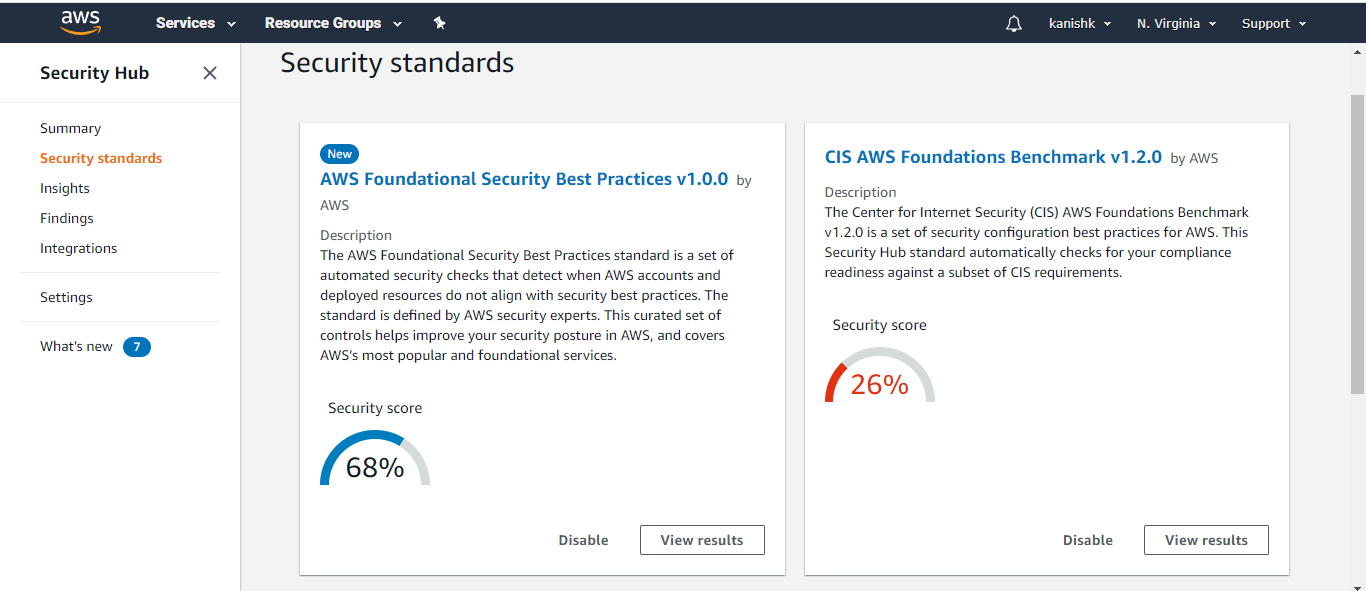 aws Services Resource Groups kanishk N. Virginia Support
Security Hub
Summary
Security standards
Insights
Findings
Integrations
Settings
What's new 7
Security standards
New
AWS Foundational Security Best Practices v1.0.0 by
AWS
Description
The AWS Foundational Security Best Practices standard is a set of
automated security checks that detect when AWS accounts and
deployed resources do not align with security best practices. The
standard is defined by AWS security experts. This curated set of
controls helps improve your security posture in AWS, and covers
AWS's most popular and foundational services.
Security score
68%
Disable View results
CIS AWS Foundations Benchmark v1.2.0 by AWS
Description
The Center for Internet Security (CIS) AWS Foundations Benchmark
v1.2.0 is a set of security configuration best practices for AWS. This
Security Hub standard automatically checks for your compliance
readiness against a subset of CIS requirements.
Security score
26%
Disable View results